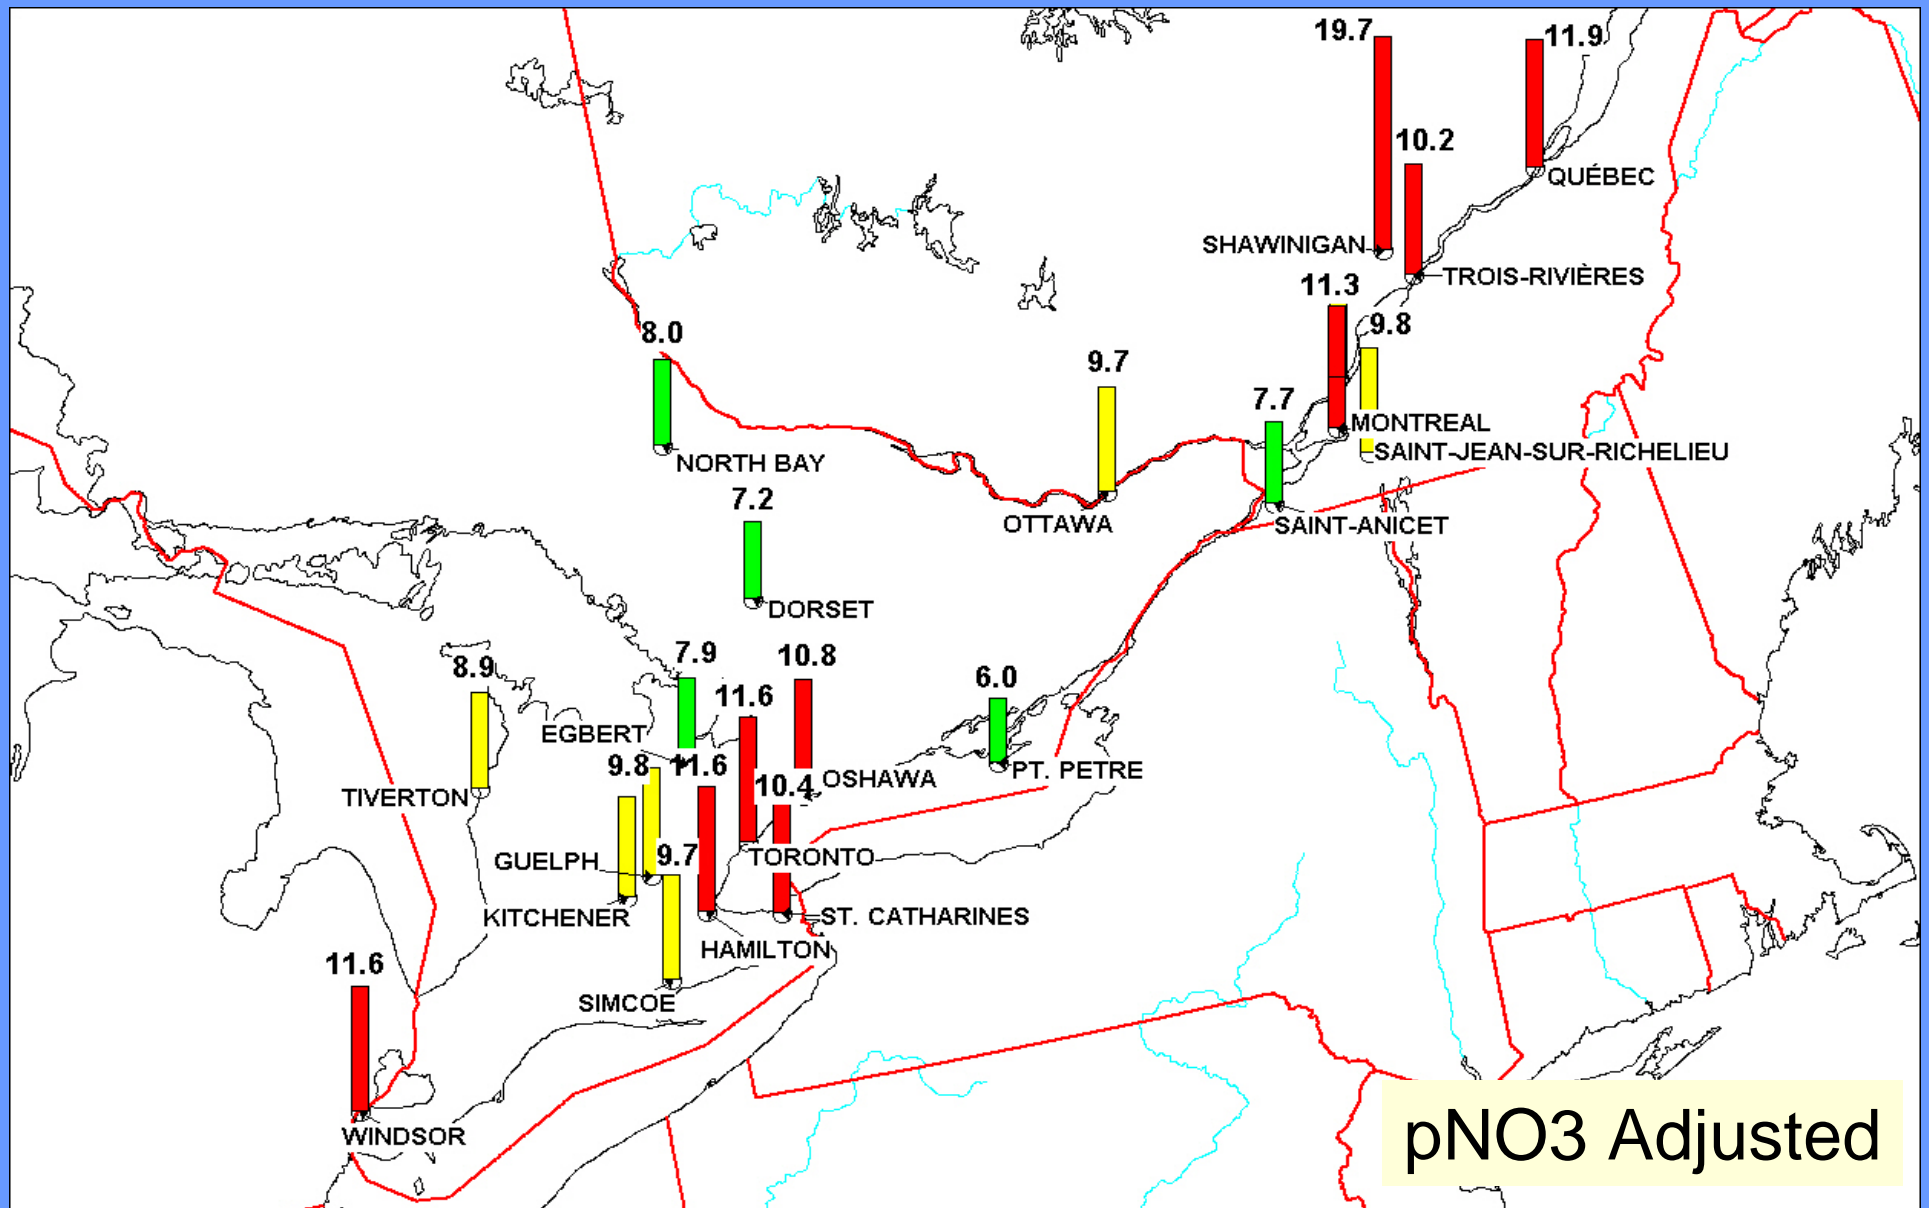 19.7
11.9
10.2
QUÉBEC
SHAWINIGAN
TROIS-RIVIÈRES
11.3
9.8
8.0
9.7
7.7
MONTREAL
SAINT-JEAN-SUR-RICHELIEU
NORTH BAY
7.2
OTTAWA
SAINT-ANICET
DORSET
7.9
10.8
8.9
11.6
6.0
EGBERT
9.8
11.6
10.4
OSHAWA
PT. PETRE
TIVERTON
GUELPH
9.7
TORONTO
KITCHENER
ST. CATHARINES
HAMILTON
11.6
SIMCOE
WINDSOR
pNO3 Adjusted